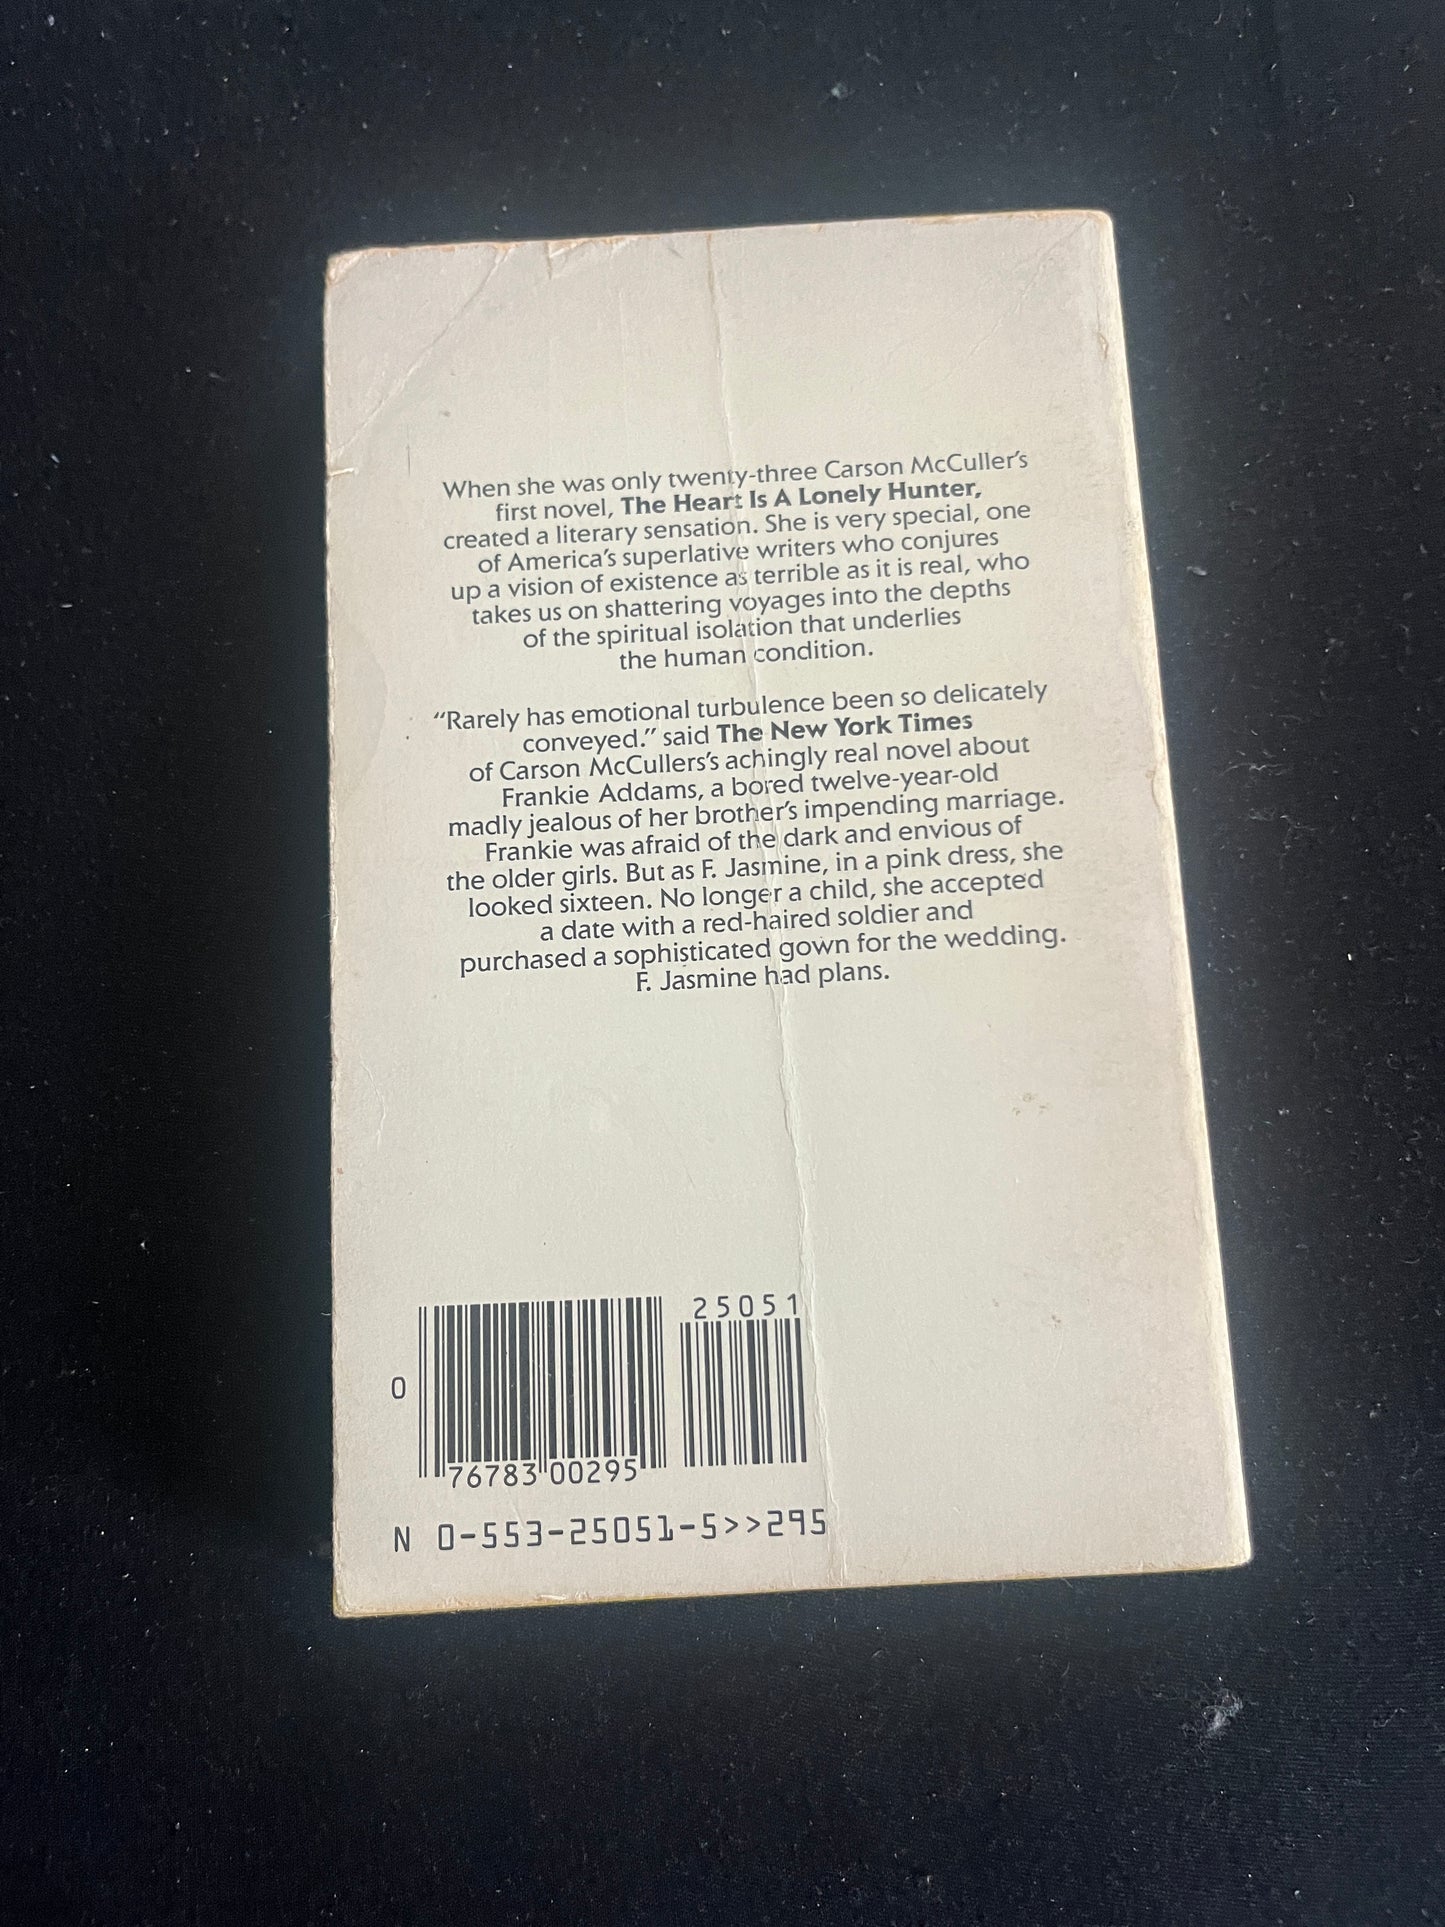 When she was only twenty-three Carson McCuller's
first novel, The Heart Is A Lonely Hunter,
created a literary sensation. She is very special, one
of America's superlative writers who conjures
up a vision of existence as terrible as it is real, who
takes us on shattering voyages into the depths
of the spiritual isolation that underlies
the human condition.
“Rarely has emotional turbulence been so delicately
conveyed.” said The New York Times
of Carson McCullers's achingly real novel about
Frankie Addams, a bored twelve-year-old
madly jealous of her brother's impending marriage.
Frankie was afraid of the dark and envious of
the older girls. But as F. Jasmine, in a pink dress, she
looked sixteen. No longer a child, she accepted
a date with a red-haired soldier and
purchased a sophisticated gown for the wedding.
F. Jasmine had plans.
25051
0
76783 00295
N 0-553-25051-5>>295